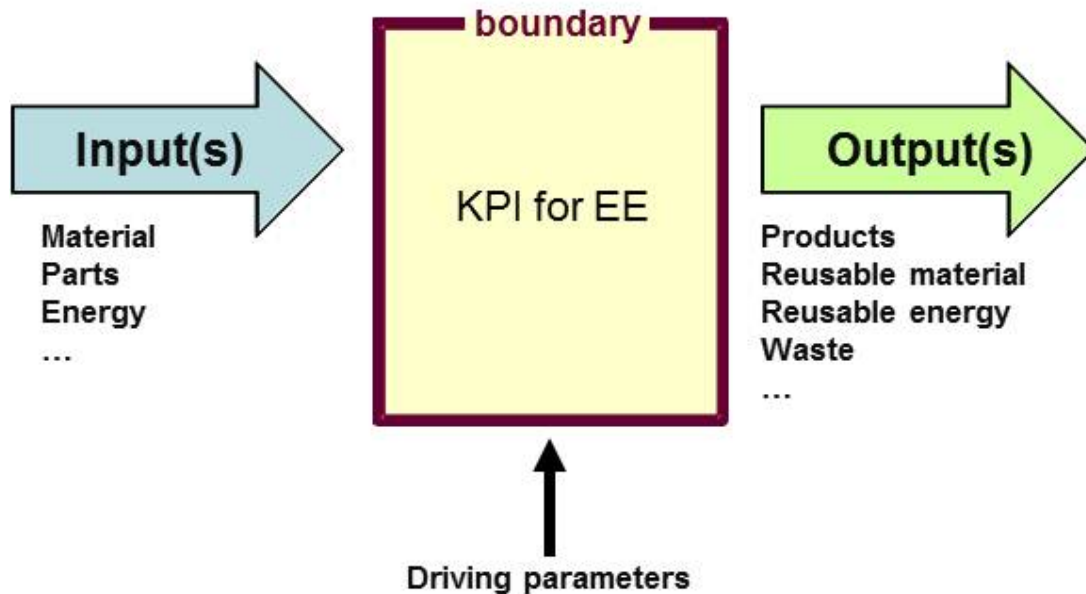 boundary
Input(s)
Material
Parts
Energy
…
KPI for EE
Output(s)
Products
Reusable material
Reusable energy
Waste
…
Driving parameters